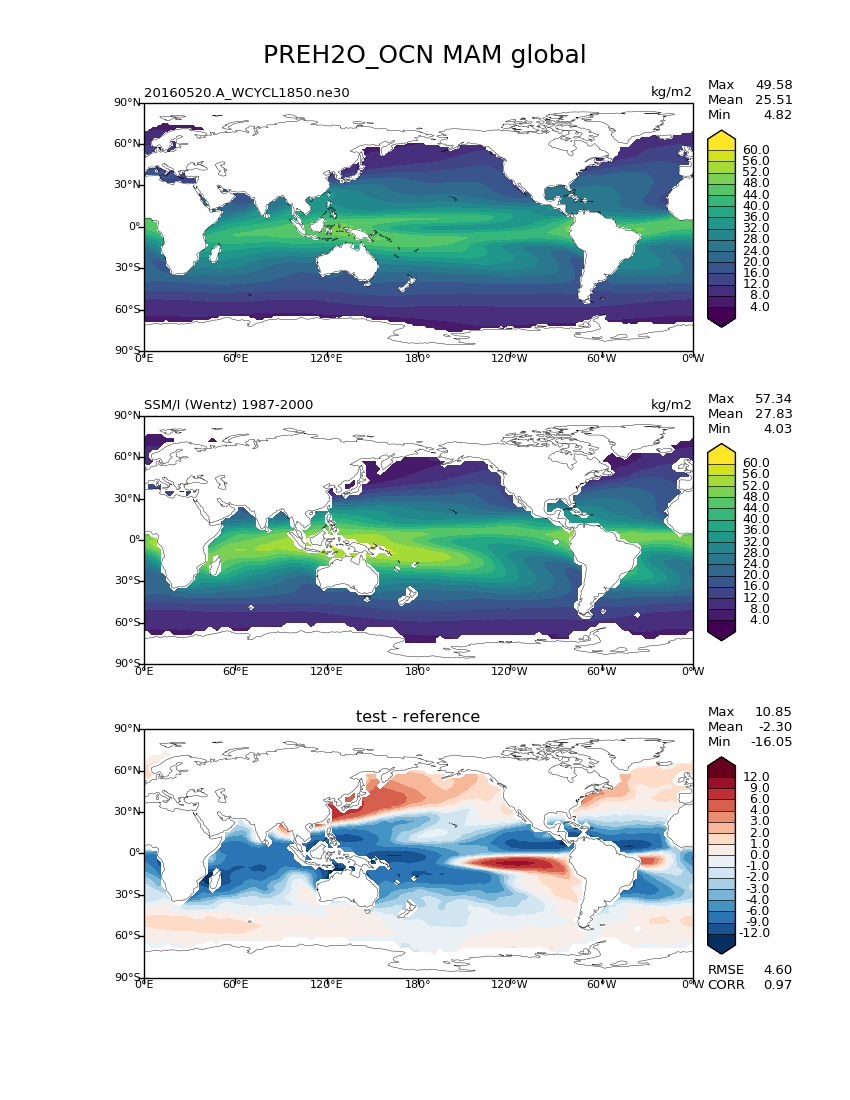 PREH2O_OCN MAM global
20160520.A_WCYCL1850.ne30
kg/m2
Max 49.58
Mean 25.51
Min 4.82
90°N
60°N
30°N
0°
30°S
60°S
90°S
0°E 60°E 120°E 180° 120°W 60°W 0°W
60.0
56.0
52.0
48.0
44.0
40.0
36.0
32.0
28.0
24.0
20.0
16.0
12.0
8.0
4.0
SSM/I (Wentz) 1987-2000
kg/m2
Max 57.34
Mean 27.83
Min 4.03
90°N
60°N
30°N
0°
30°S
60°S
90°S
0°E 60°E 120°E 180° 120°W 60°W 0°W
60.0
56.0
52.0
48.0
44.0
40.0
36.0
32.0
28.0
24.0
20.0
16.0
12.0
8.0
4.0
test - reference
Max 10.85
Mean -2.30
Min -16.05
90°N
60°N
30°N
0°
30°S
60°S
90°S
0°E 60°E 120°E 180° 120°W 60°W 0°W
12.0
9.0
6.0
4.0
3.0
2.0
1.0
0.0
-1.0
-2.0
-3.0
-4.0
-6.0
-9.0
-12.0
RMSE 4.60
CORR 0.97